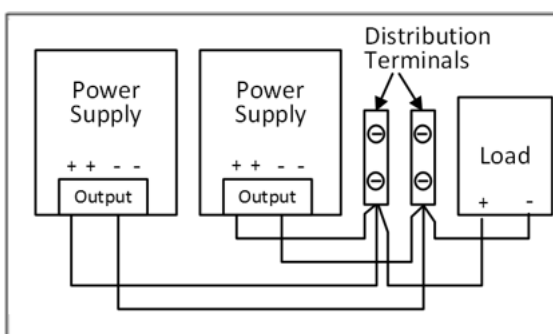 Distribution
Terminals
Power
Supply
+ + - -
Output
Power
Supply
+ + - -
Output
Load
+ -